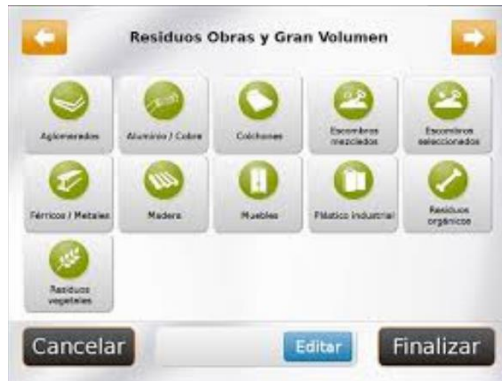 Residuos Obras y Gran Volumen
Aglomerados
Aluminio / Cobre
Colchones
Escombros
mezclados
Escombros
seleccionados
Férricos / Metales
Madera
Muebles
Plástico industrial
Residuos
orgánicos
Residuos
vegetales
Cancelar
Editar
Finalizar